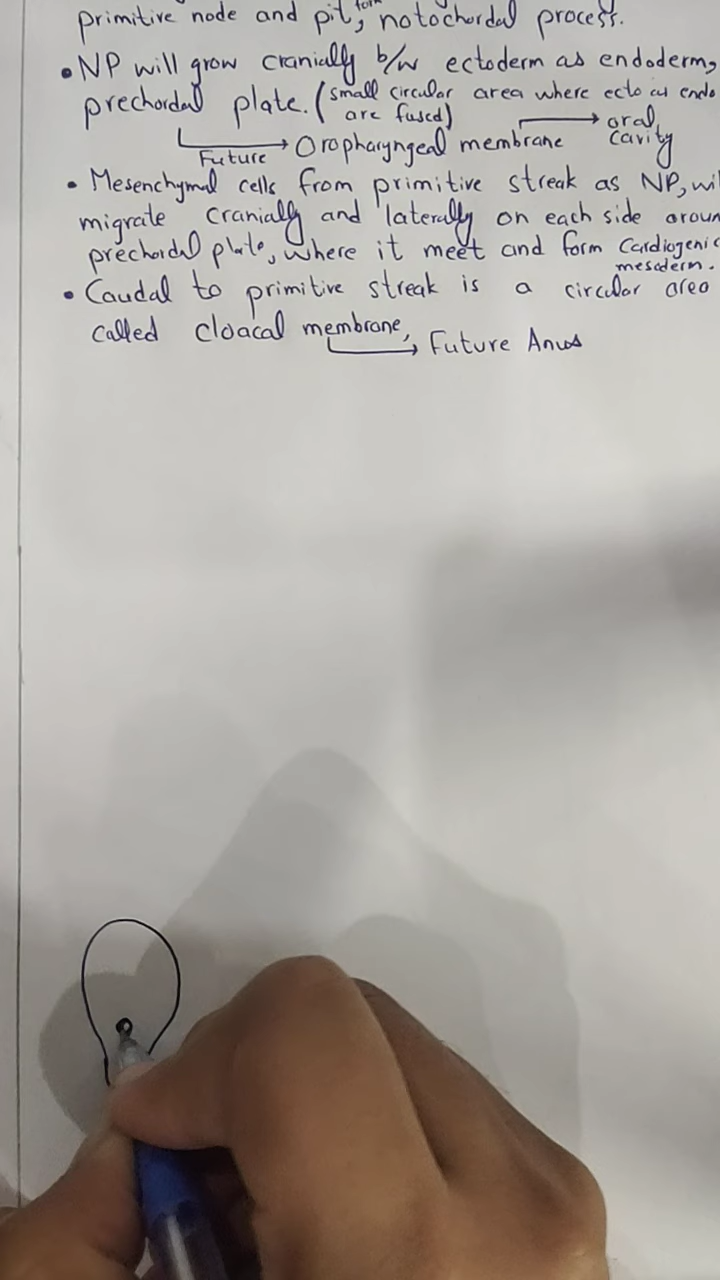 primitive node and pit, form notochordal process.
• NP will grow cranially b/w ectoderm as endoderm,
prechordal plate. (small circular area where ecto as endo
are fused)
Future → Oropharyngeal membrane → oral
cavity
• Mesenchymal cells from primitive streak as NP, wil
migrate cranially and laterally on each side aroun
prechordal plate, where it meet and form Cardiogenic
mesoderm.
• Caudal to primitive streak is a circular area
called cloacal membrane,
→ Future Anus